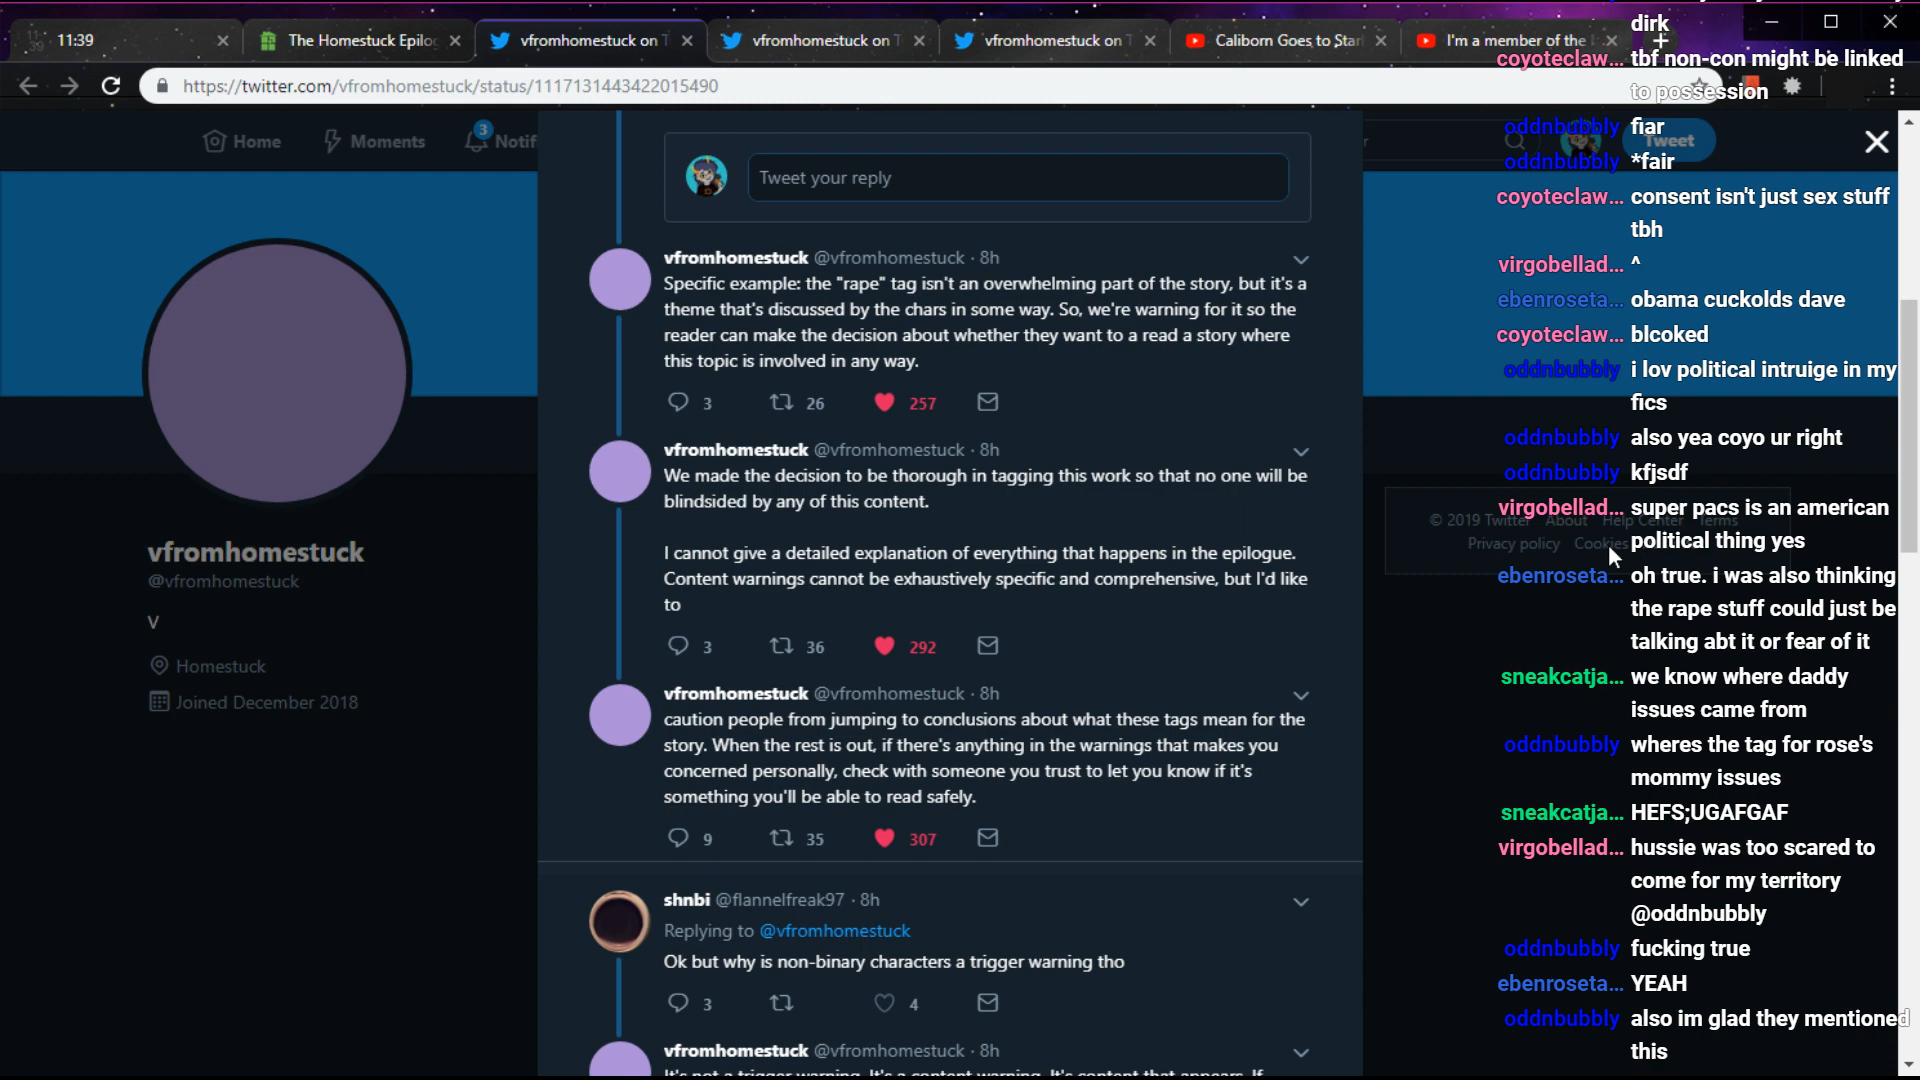 11:39
The Homestuck Epilo
vfromhomestuck on T
vfromhomestuck on T
vfromhomestuck on T
Caliborn Goes to Star
I'm a member of the
https://twitter.com/vfromhomestuck/status/1117131443422015490
Home
Moments
3
Notif
Tweet
vfromhomestuck
@vfromhomestuck
v
Homestuck
Joined December 2018
Tweet your reply
vfromhomestuck @vfromhomestuck · 8h
Specific example: the "rape" tag isn't an overwhelming part of the story, but it's a
theme that's discussed by the chars in some way. So, we're warning for it so the
reader can make the decision about whether they want to a read a story where
this topic is involved in any way.
3 26 257
vfromhomestuck @vfromhomestuck · 8h
We made the decision to be thorough in tagging this work so that no one will be
blindsided by any of this content.
I cannot give a detailed explanation of everything that happens in the epilogue.
Content warnings cannot be exhaustively specific and comprehensive, but I'd like
to
3 36 292
vfromhomestuck @vfromhomestuck · 8h
caution people from jumping to conclusions about what these tags mean for the
story. When the rest is out, if there's anything in the warnings that makes you
concerned personally, check with someone you trust to let you know if it's
something you'll be able to read safely.
9 35 307
shnbi @flannelfreak97 · 8h
Replying to @vfromhomestuck
Ok but why is non-binary characters a trigger warning tho
3 4
vfromhomestuck @vfromhomestuck · 8h
It's not a trigger warning. It's a content warning. It's content that appears. If
© 2019 Twitter About Help Center Terms
Privacy policy Cookies
dirk
coyoteclaw... tbf non-con might be linked
to possession
oddnbubbly fiar
oddnbubbly *fair
coyoteclaw... consent isn't just sex stuff
tbh
virgobellad... ^
ebenroseta... obama cuckolds dave
coyoteclaw... blcoked
oddnbubbly i lov political intruige in my
fics
oddnbubbly also yea coyo ur right
oddnbubbly kfjsdf
virgobellad... super pacs is an american
political thing yes
ebenroseta... oh true. i was also thinking
the rape stuff could just be
talking abt it or fear of it
sneakcatja... we know where daddy
issues came from
oddnbubbly wheres the tag for rose's
mommy issues
sneakcatja... HEFS;UGAFGAF
virgobellad... hussie was too scared to
come for my territory
@oddnbubbly
oddnbubbly fucking true
ebenroseta... YEAH
oddnbubbly also im glad they mentioned
this